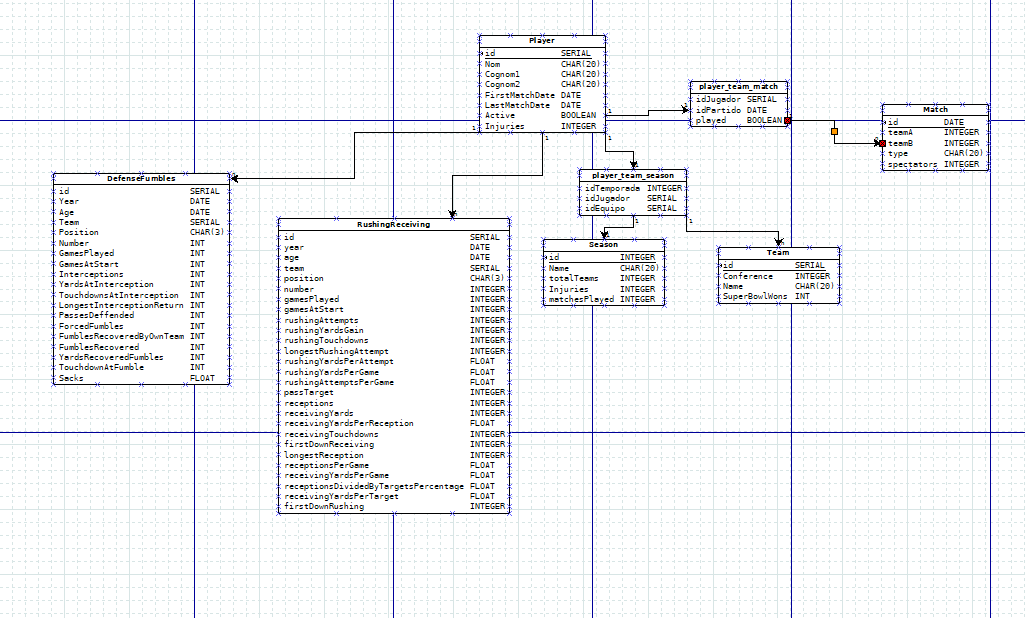 Player
id SERIAL
Nom CHAR(20)
Cognom1 CHAR(20)
Cognom2 CHAR(20)
FirstMatchDate DATE
LastMatchDate DATE
Active BOOLEAN
Injuries INTEGER
player_team_match
idJugador SERIAL
idPartido DATE
played BOOLEAN
Match
id DATE
teamA INTEGER
teamB INTEGER
type CHAR(20)
spectators INTEGER
1
1
1
1
DefenseFumbles
id SERIAL
Year DATE
Age DATE
Team SERIAL
Position CHAR(3)
Number INT
GamesPlayed INT
GamesAtStart INT
Interceptions INT
YardsAtInterception INT
TouchdownsAtInterception INT
LongestInterceptionReturn INT
PassesDeffended INT
ForcedFumbles INT
FumblesRecoveredByOwnTeam INT
FumblesRecovered INT
YardsRecoveredFumbles INT
TouchdownAtFumble INT
Sacks FLOAT
player_team_season
idTemporada INTEGER
idJugador SERIAL
idEquipo SERIAL
1
1
RushingReceiving
id SERIAL
year DATE
age DATE
team SERIAL
position CHAR(3)
number INTEGER
gamesPlayed INTEGER
gamesAtStart INTEGER
rushingAttempts INTEGER
rushingYardsGain INTEGER
rushingTouchdowns INTEGER
longestRushingAttempt INTEGER
rushingYardsPerAttempt FLOAT
rushingYardsPerGame FLOAT
rushingAttemptsPerGame FLOAT
passTarget INTEGER
receptions INTEGER
receivingYards INTEGER
receivingYardsPerReception FLOAT
receivingTouchdowns INTEGER
firstDownReceiving INTEGER
longestReception INTEGER
receptionsPerGame FLOAT
receivingYardsPerGame FLOAT
receptionsDividedByTargetsPercentage FLOAT
receivingYardsPerTarget FLOAT
firstDownRushing INTEGER
Season
id INTEGER
Name CHAR(20)
totalTeams INTEGER
Injuries INTEGER
matchesPlayed INTEGER
Team
id SERIAL
Conference INTEGER
Name CHAR(20)
SuperBowlWons INT